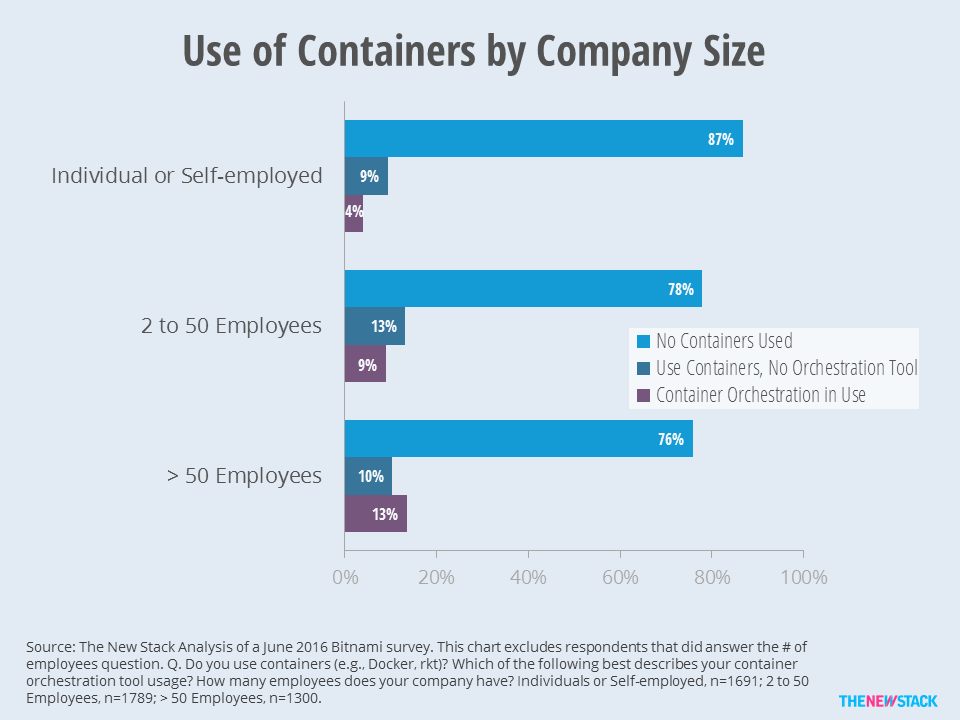 Use of Containers by Company Size
87%
Individual or Self-employed
9%
4%
78%
2 to 50 Employees
13%
9%
No Containers Used
Use Containers, No Orchestration Tool
Container Orchestration in Use
76%
> 50 Employees
10%
13%
0% 20% 40% 60% 80% 100%
Source: The New Stack Analysis of a June 2016 Bitnami survey. This chart excludes respondents that did answer the # of
employees question. Q. Do you use containers (e.g., Docker, rkt)? Which of the following best describes your container
orchestration tool usage? How many employees does your company have? Individuals or Self-employed, n=1691; 2 to 50
Employees, n=1789; > 50 Employees, n=1300.
THENEWSTACK